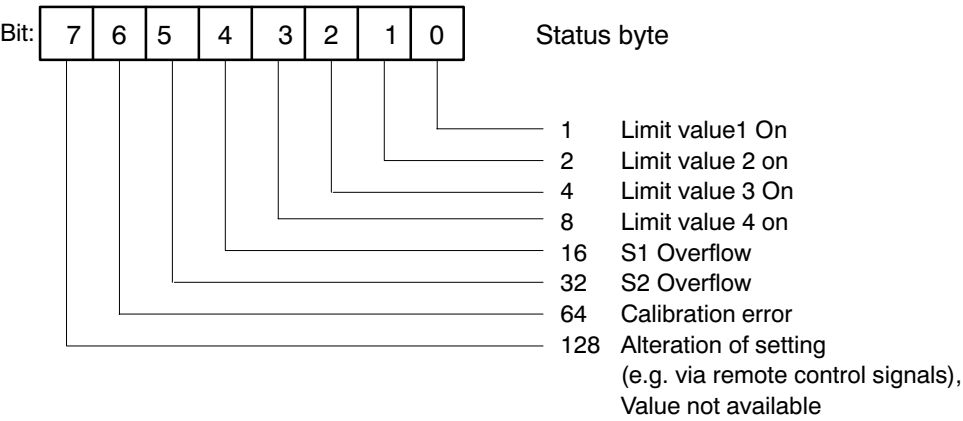 Bit: 7 6 5 4 3 2 1 0 Status byte
1 Limit value1 On
2 Limit value 2 on
4 Limit value 3 On
8 Limit value 4 on
16 S1 Overflow
32 S2 Overflow
64 Calibration error
128 Alteration of setting
(e.g. via remote control signals),
Value not available